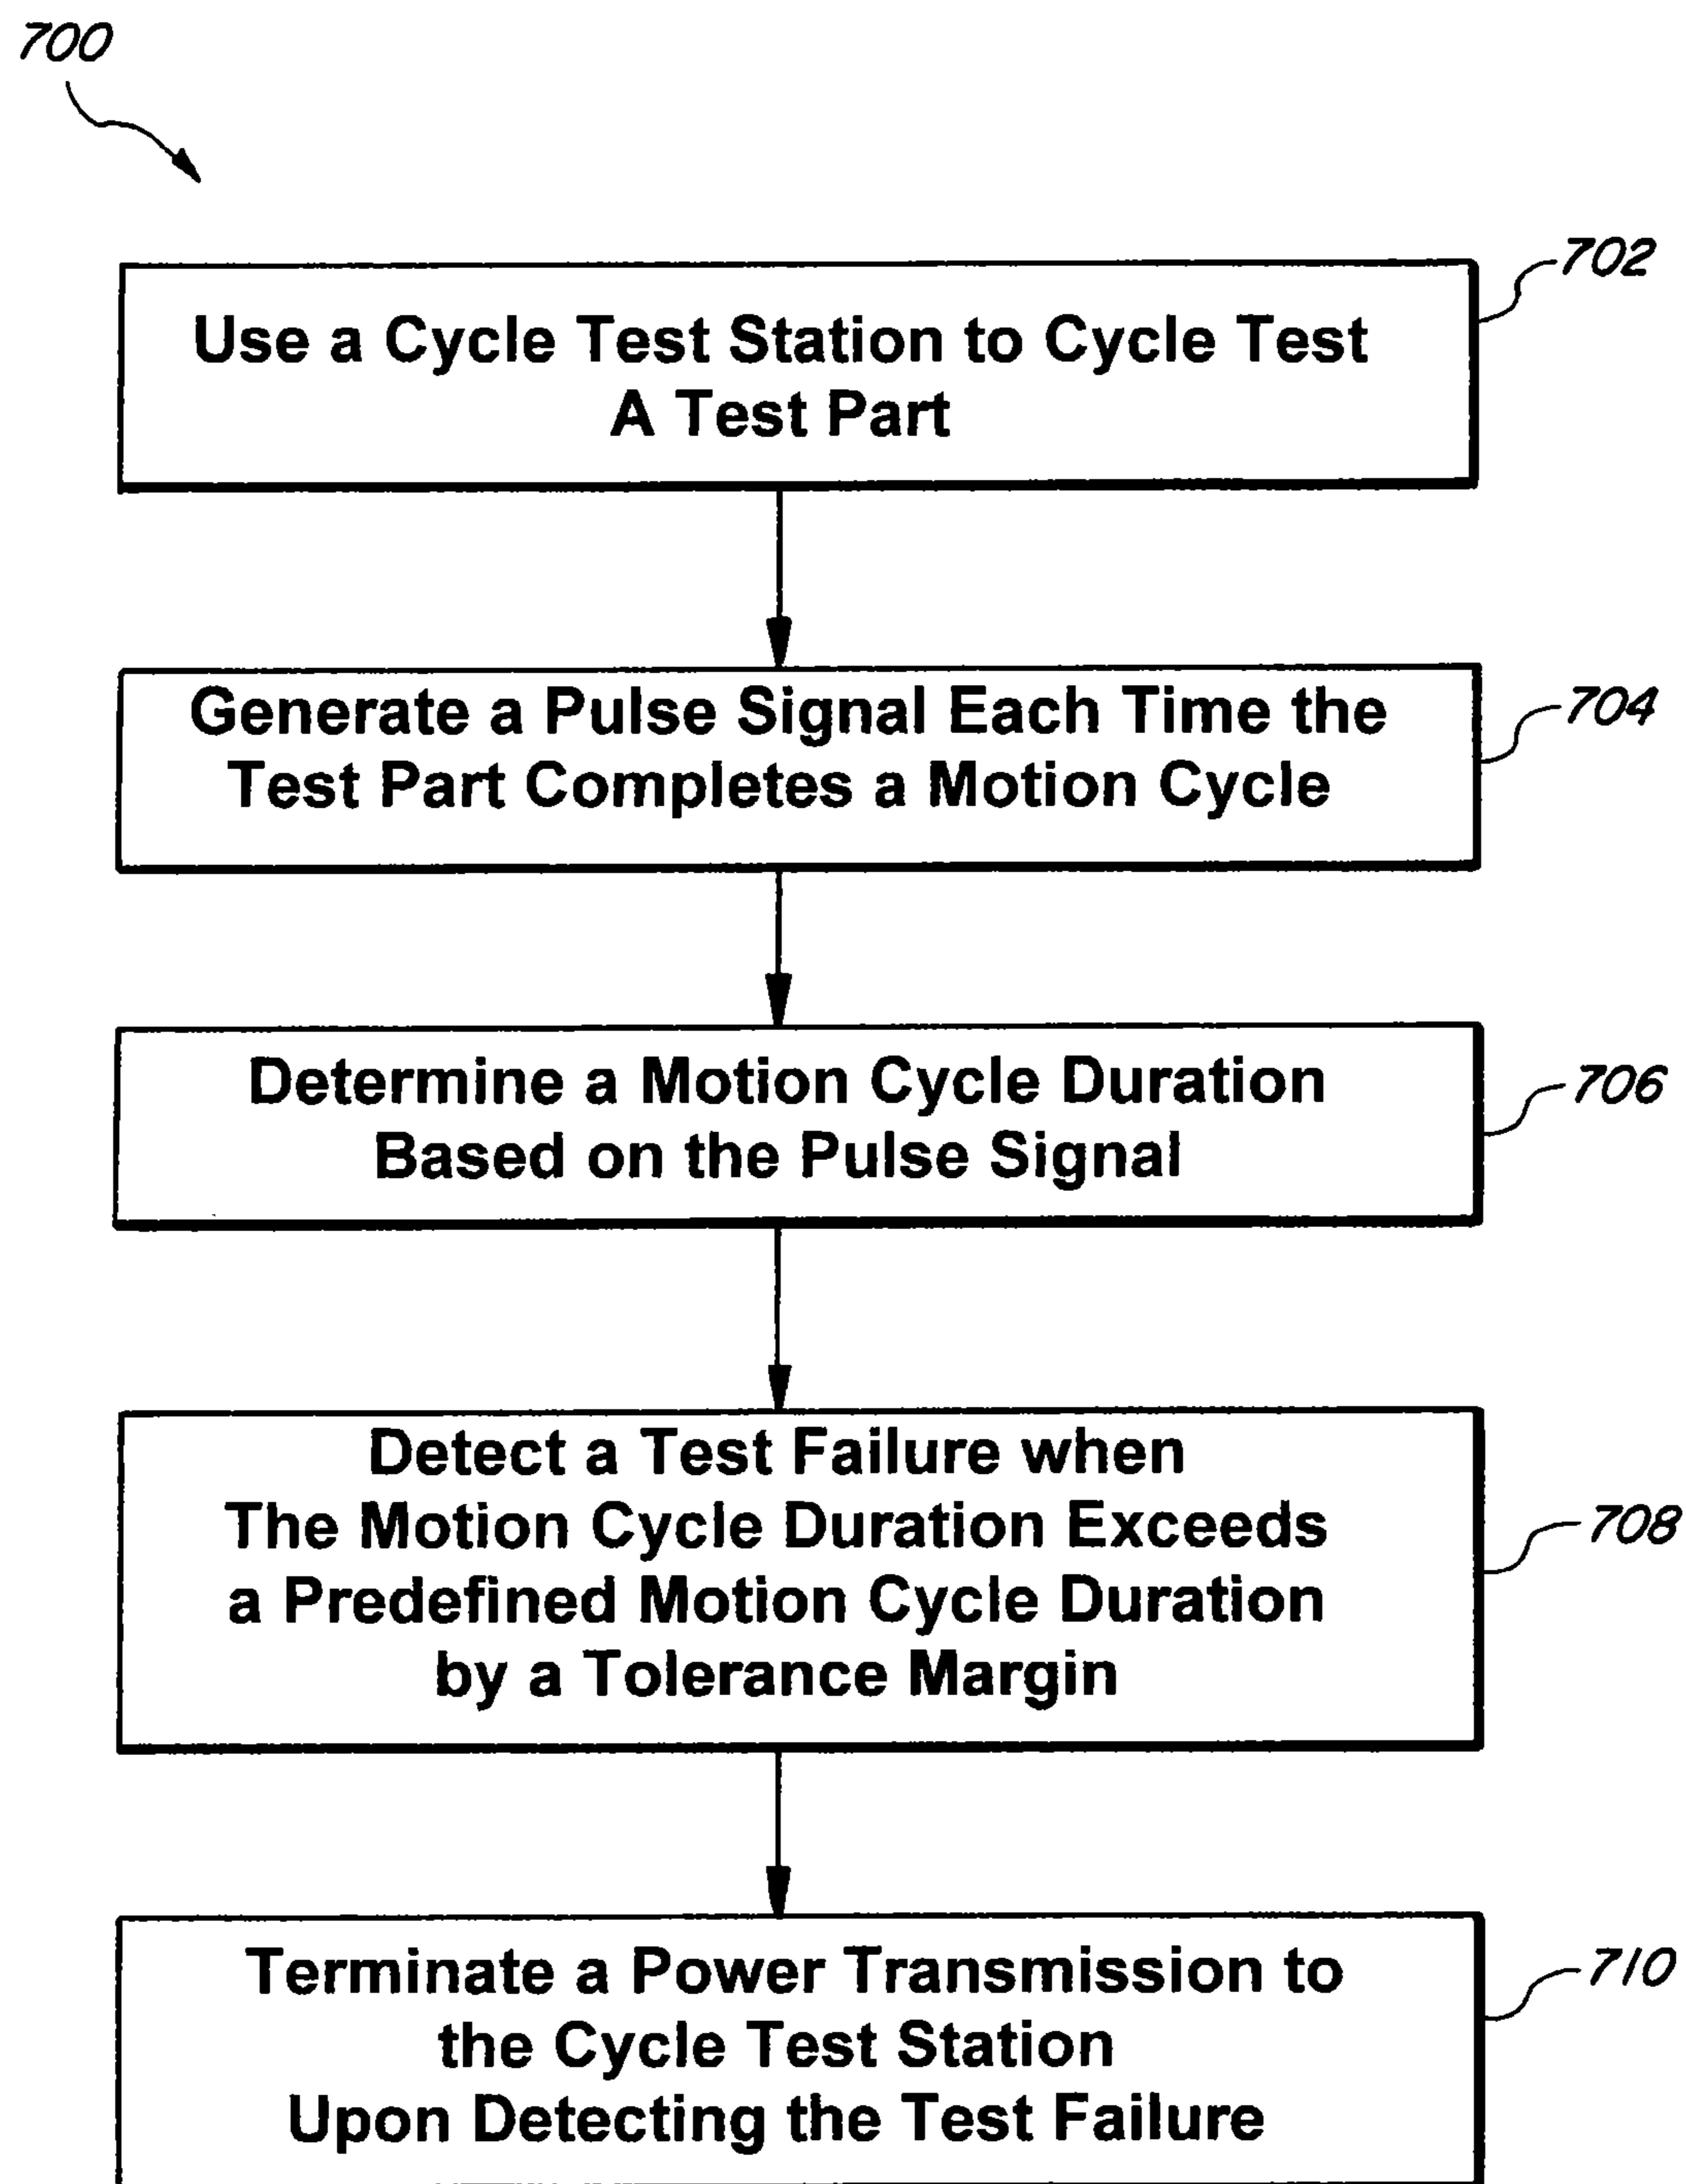 700
702
Use a Cycle Test Station to Cycle Test
A Test Part
704
Generate a Pulse Signal Each Time the
Test Part Completes a Motion Cycle
706
Determine a Motion Cycle Duration
Based on the Pulse Signal
708
Detect a Test Failure when
The Motion Cycle Duration Exceeds
a Predefined Motion Cycle Duration
by a Tolerance Margin
710
Terminate a Power Transmission to
the Cycle Test Station
Upon Detecting the Test Failure